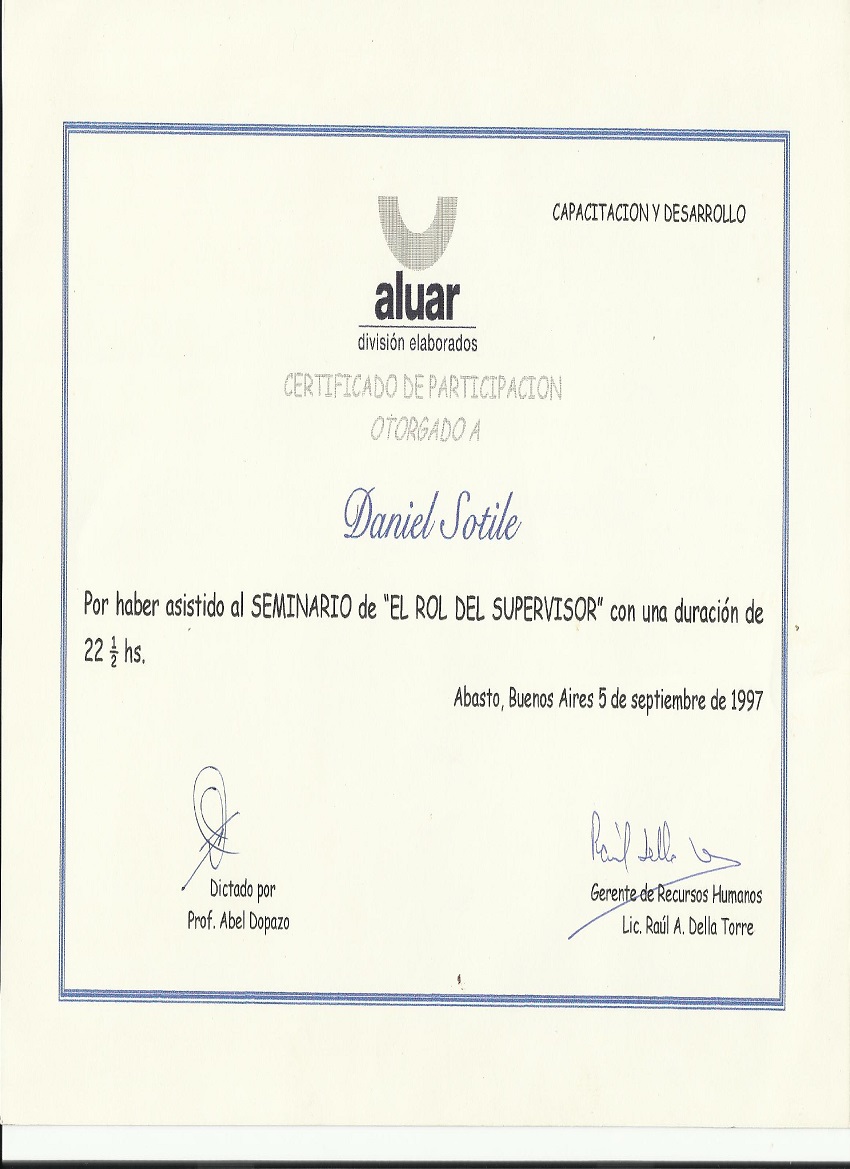 CAPACITACION Y DESARROLLO
aluar
división elaborados
CERTIFICADO DE PARTICIPACION
OTORGADO A
Daniel Sotile
Por haber asistido al SEMINARIO de “EL ROL DEL SUPERVISOR” con una duración de
22 ½ hs.
Abasto, Buenos Aires 5 de septiembre de 1997
Dictado por
Prof. Abel Dopazo
Raúl Della
Gerente de Recursos Humanos
Lic. Raúl A. Della Torre